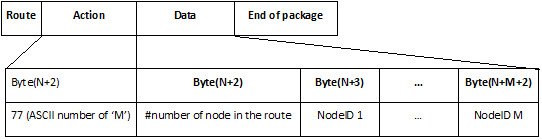 Route Action Data End of package
Byte(N+2) Byte(N+2) Byte(N+3) ... Byte(N+M+2)
77 (ASCII number of ‘M’) #number of node in the route NodeID 1 ... NodeID M